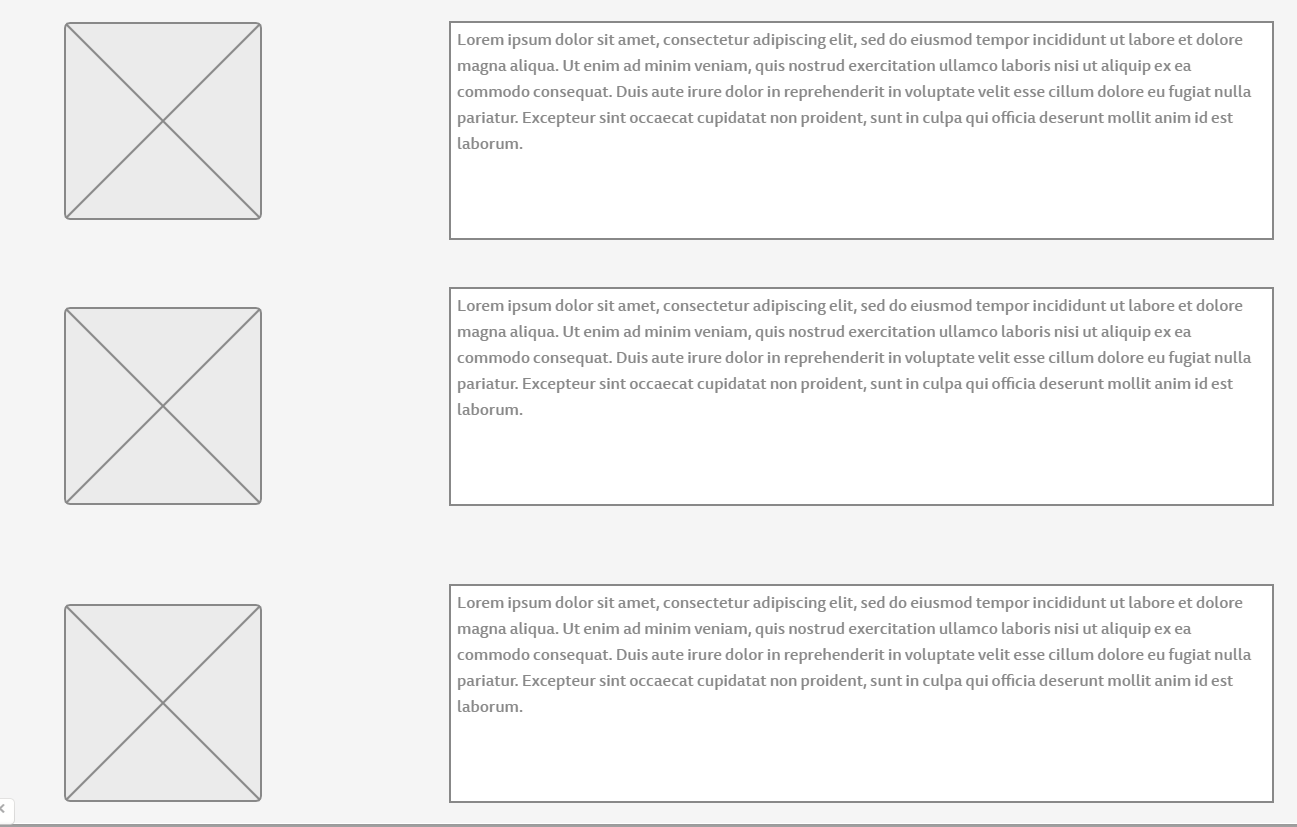 Lorem ipsum dolor sit amet, consectetur adipiscing elit, sed do eiusmod tempor incididunt ut labore et dolore
magna aliqua. Ut enim ad minim veniam, quis nostrud exercitation ullamco laboris nisi ut aliquip ex ea
commodo consequat. Duis aute irure dolor in reprehenderit in voluptate velit esse cillum dolore eu fugiat nulla
pariatur. Excepteur sint occaecat cupidatat non proident, sunt in culpa qui officia deserunt mollit anim id est
laborum.
Lorem ipsum dolor sit amet, consectetur adipiscing elit, sed do eiusmod tempor incididunt ut labore et dolore
magna aliqua. Ut enim ad minim veniam, quis nostrud exercitation ullamco laboris nisi ut aliquip ex ea
commodo consequat. Duis aute irure dolor in reprehenderit in voluptate velit esse cillum dolore eu fugiat nulla
pariatur. Excepteur sint occaecat cupidatat non proident, sunt in culpa qui officia deserunt mollit anim id est
laborum.
Lorem ipsum dolor sit amet, consectetur adipiscing elit, sed do eiusmod tempor incididunt ut labore et dolore
magna aliqua. Ut enim ad minim veniam, quis nostrud exercitation ullamco laboris nisi ut aliquip ex ea
commodo consequat. Duis aute irure dolor in reprehenderit in voluptate velit esse cillum dolore eu fugiat nulla
pariatur. Excepteur sint occaecat cupidatat non proident, sunt in culpa qui officia deserunt mollit anim id est
laborum.